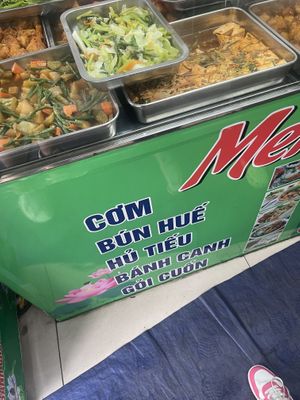 Me
CƠM
BÚN HUẾ
HỦ TIẾU
BÁNH CANH
GỎI CUỐN